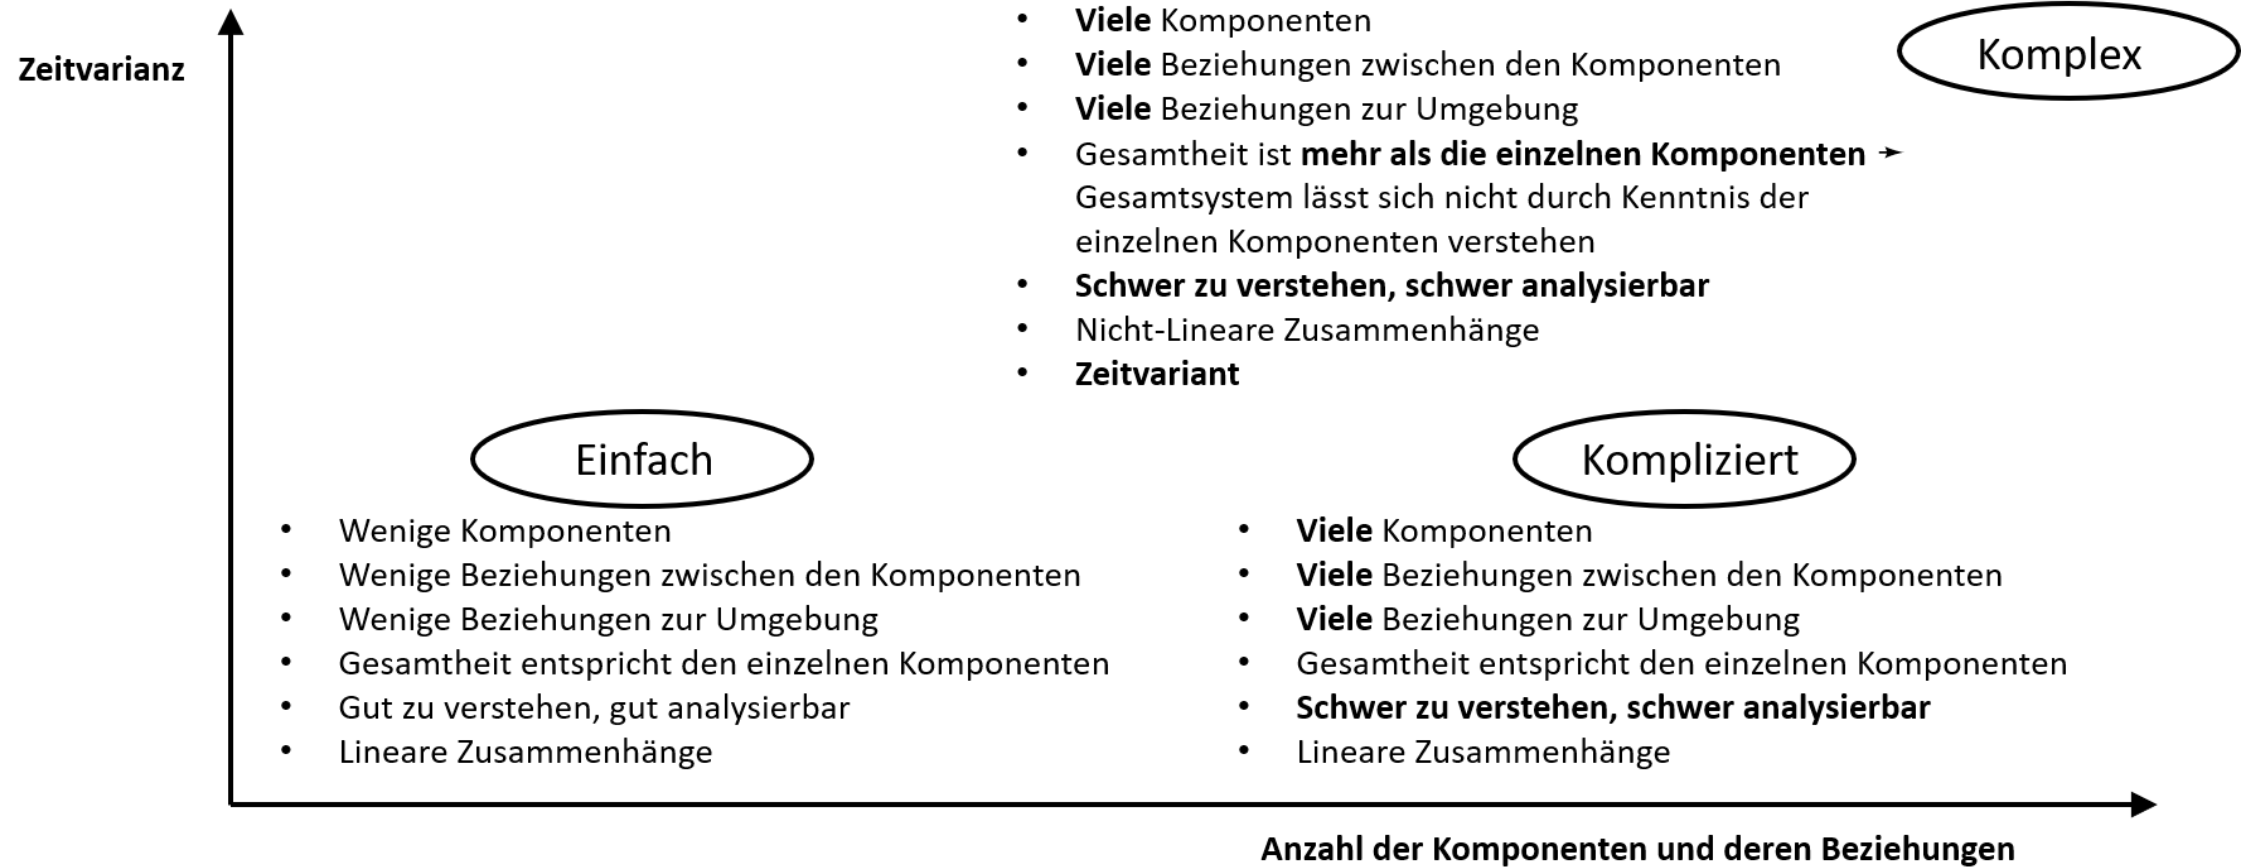 Zeitvarianz
• Viele Komponenten
• Viele Beziehungen zwischen den Komponenten
• Viele Beziehungen zur Umgebung
• Gesamtheit ist mehr als die einzelnen Komponenten →
Gesamtsystem lässt sich nicht durch Kenntnis der
einzelnen Komponenten verstehen
• Schwer zu verstehen, schwer analysierbar
• Nicht-Lineare Zusammenhänge
• Zeitvariant
Komplex
Einfach
• Wenige Komponenten
• Wenige Beziehungen zwischen den Komponenten
• Wenige Beziehungen zur Umgebung
• Gesamtheit entspricht den einzelnen Komponenten
• Gut zu verstehen, gut analysierbar
• Lineare Zusammenhänge
Kompliziert
• Viele Komponenten
• Viele Beziehungen zwischen den Komponenten
• Viele Beziehungen zur Umgebung
• Gesamtheit entspricht den einzelnen Komponenten
• Schwer zu verstehen, schwer analysierbar
• Lineare Zusammenhänge
Anzahl der Komponenten und deren Beziehungen